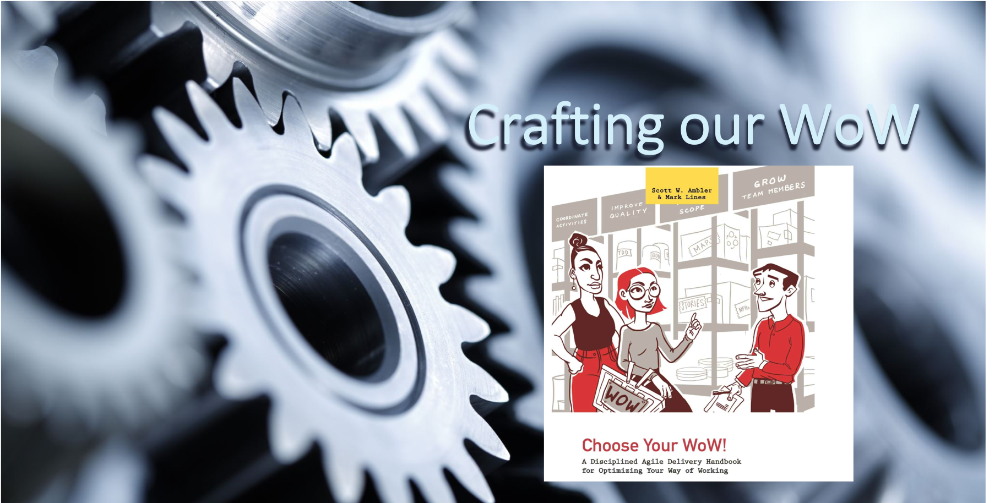 Crafting our WoW
Scott W. Ambler
& Mark Lines
GROW
TEAM MEMBERS
IMPROVE
QUALITY
SCOPE
COORDINATE
ACTIVITIES
MAPS
TDD
BDD
STORIES
NFRs
WOW
Choose Your WoW!
A Disciplined Agile Delivery Handbook
for Optimizing Your Way of Working